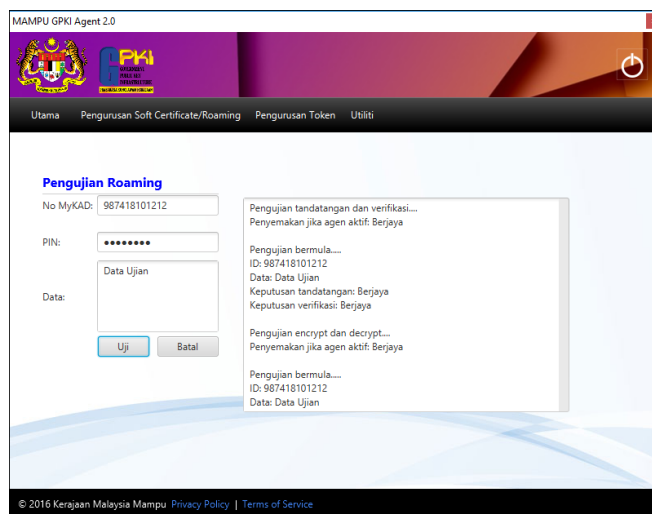 MAMPU GPKI Agent 2.0
GPKI
Utama Pengurusan Soft Certificate/Roaming Pengurusan Token Utiliti
Pengujian Roaming
No MyKAD: 987418101212
PIN: ●●●●●●●●
Data: Data Ujian
Uji Batal
Pengujian tandatangan dan verifikasi....
Penyemakan jika agen aktif: Berjaya
Pengujian bermula.....
ID: 987418101212
Data: Data Ujian
Keputusan tandatangan: Berjaya
Keputusan verifikasi: Berjaya
Pengujian encrypt dan decrypt....
Penyemakan jika agen aktif: Berjaya
Pengujian bermula.....
ID: 987418101212
Data: Data Ujian
© 2016 Kerajaan Malaysia Mampu Privacy Policy | Terms of Service